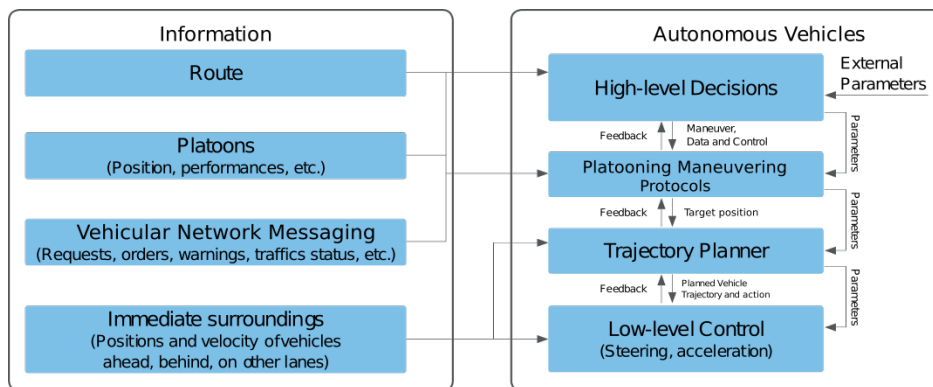 Information
Route
Platoons
(Position, performances, etc.)
Vehicular Network Messaging
(Requests, orders, warnings, traffics status, etc.)
Immediate surroundings
(Positions and velocity of vehicles
ahead, behind, on other lanes)
Autonomous Vehicles
High-level Decisions
External
Parameters
Feedback
Maneuver,
Data and Control
Parameters
Platooning Maneuvering
Protocols
Feedback
Target position
Parameters
Trajectory Planner
Feedback
Planned Vehicle
Trajectory and action
Parameters
Low-level Control
(Steering, acceleration)